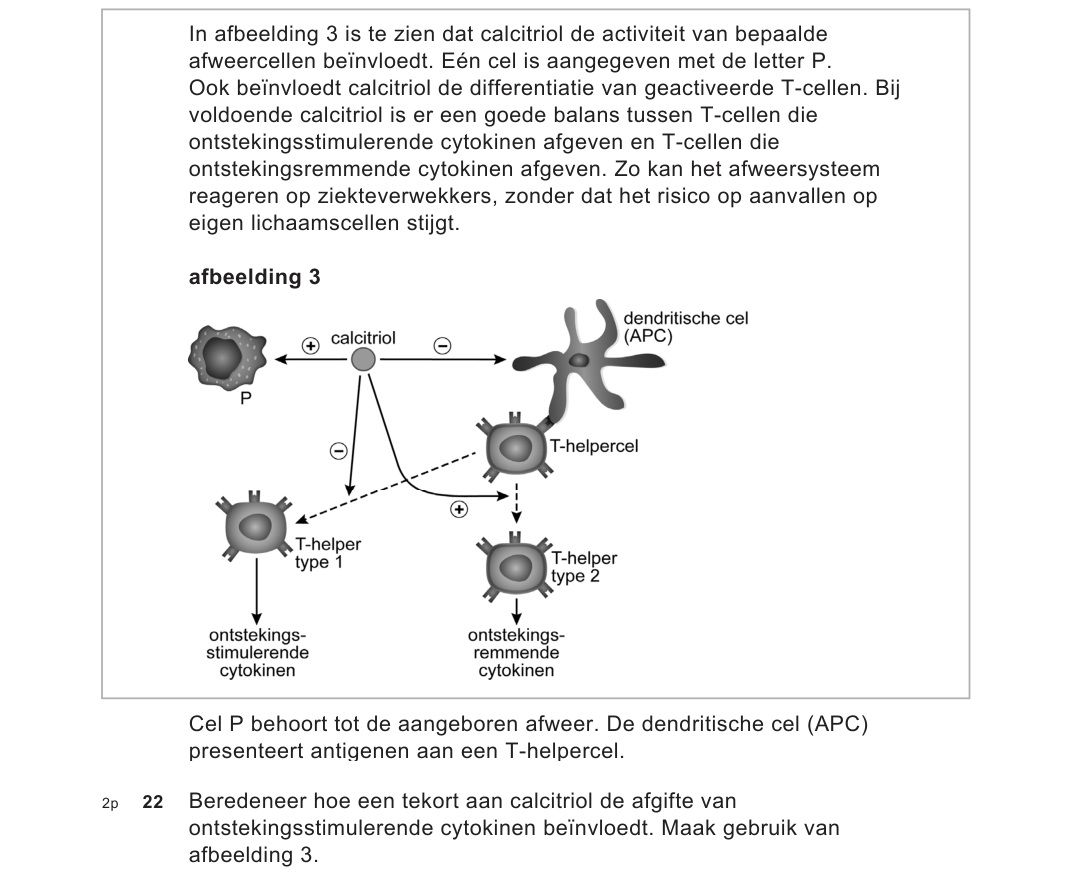 In afbeelding 3 is te zien dat calcitriol de activiteit van bepaalde
afweercellen beïnvloedt. Eén cel is aangegeven met de letter P.
Ook beïnvloedt calcitriol de differentiatie van geactiveerde T-cellen. Bij
voldoende calcitriol is er een goede balans tussen T-cellen die
ontstekingsstimulerende cytokinen afgeven en T-cellen die
ontstekingsremmende cytokinen afgeven. Zo kan het afweersysteem
reageren op ziekteverwekkers, zonder dat het risico op aanvallen op
eigen lichaamscellen stijgt.
afbeelding 3
dendritische cel
(APC)
calcitriol
+
−
P
T-helpercel
−
+
T-helper
type 1
T-helper
type 2
ontstekings-
stimulerende
cytokinen
ontstekings-
remmende
cytokinen
Cel P behoort tot de aangeboren afweer. De dendritische cel (APC)
presenteert antigenen aan een T-helpercel.
2p 22 Beredeneer hoe een tekort aan calcitriol de afgifte van
ontstekingsstimulerende cytokinen beïnvloedt. Maak gebruik van
afbeelding 3.